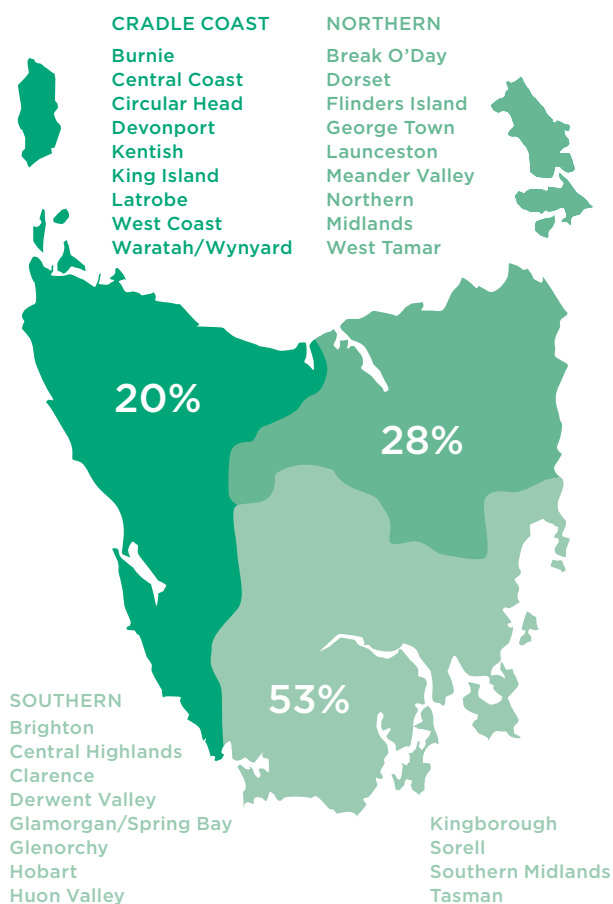 CRADLE COAST
Burnie
Central Coast
Circular Head
Devonport
Kentish
King Island
Latrobe
West Coast
Waratah/Wynyard
NORTHERN
Break O’Day
Dorset
Flinders Island
George Town
Launceston
Meander Valley
Northern
Midlands
West Tamar
20%
28%
53%
SOUTHERN
Brighton
Central Highlands
Clarence
Derwent Valley
Glamorgan/Spring Bay
Glenorchy
Hobart
Huon Valley
Kingborough
Sorell
Southern Midlands
Tasman